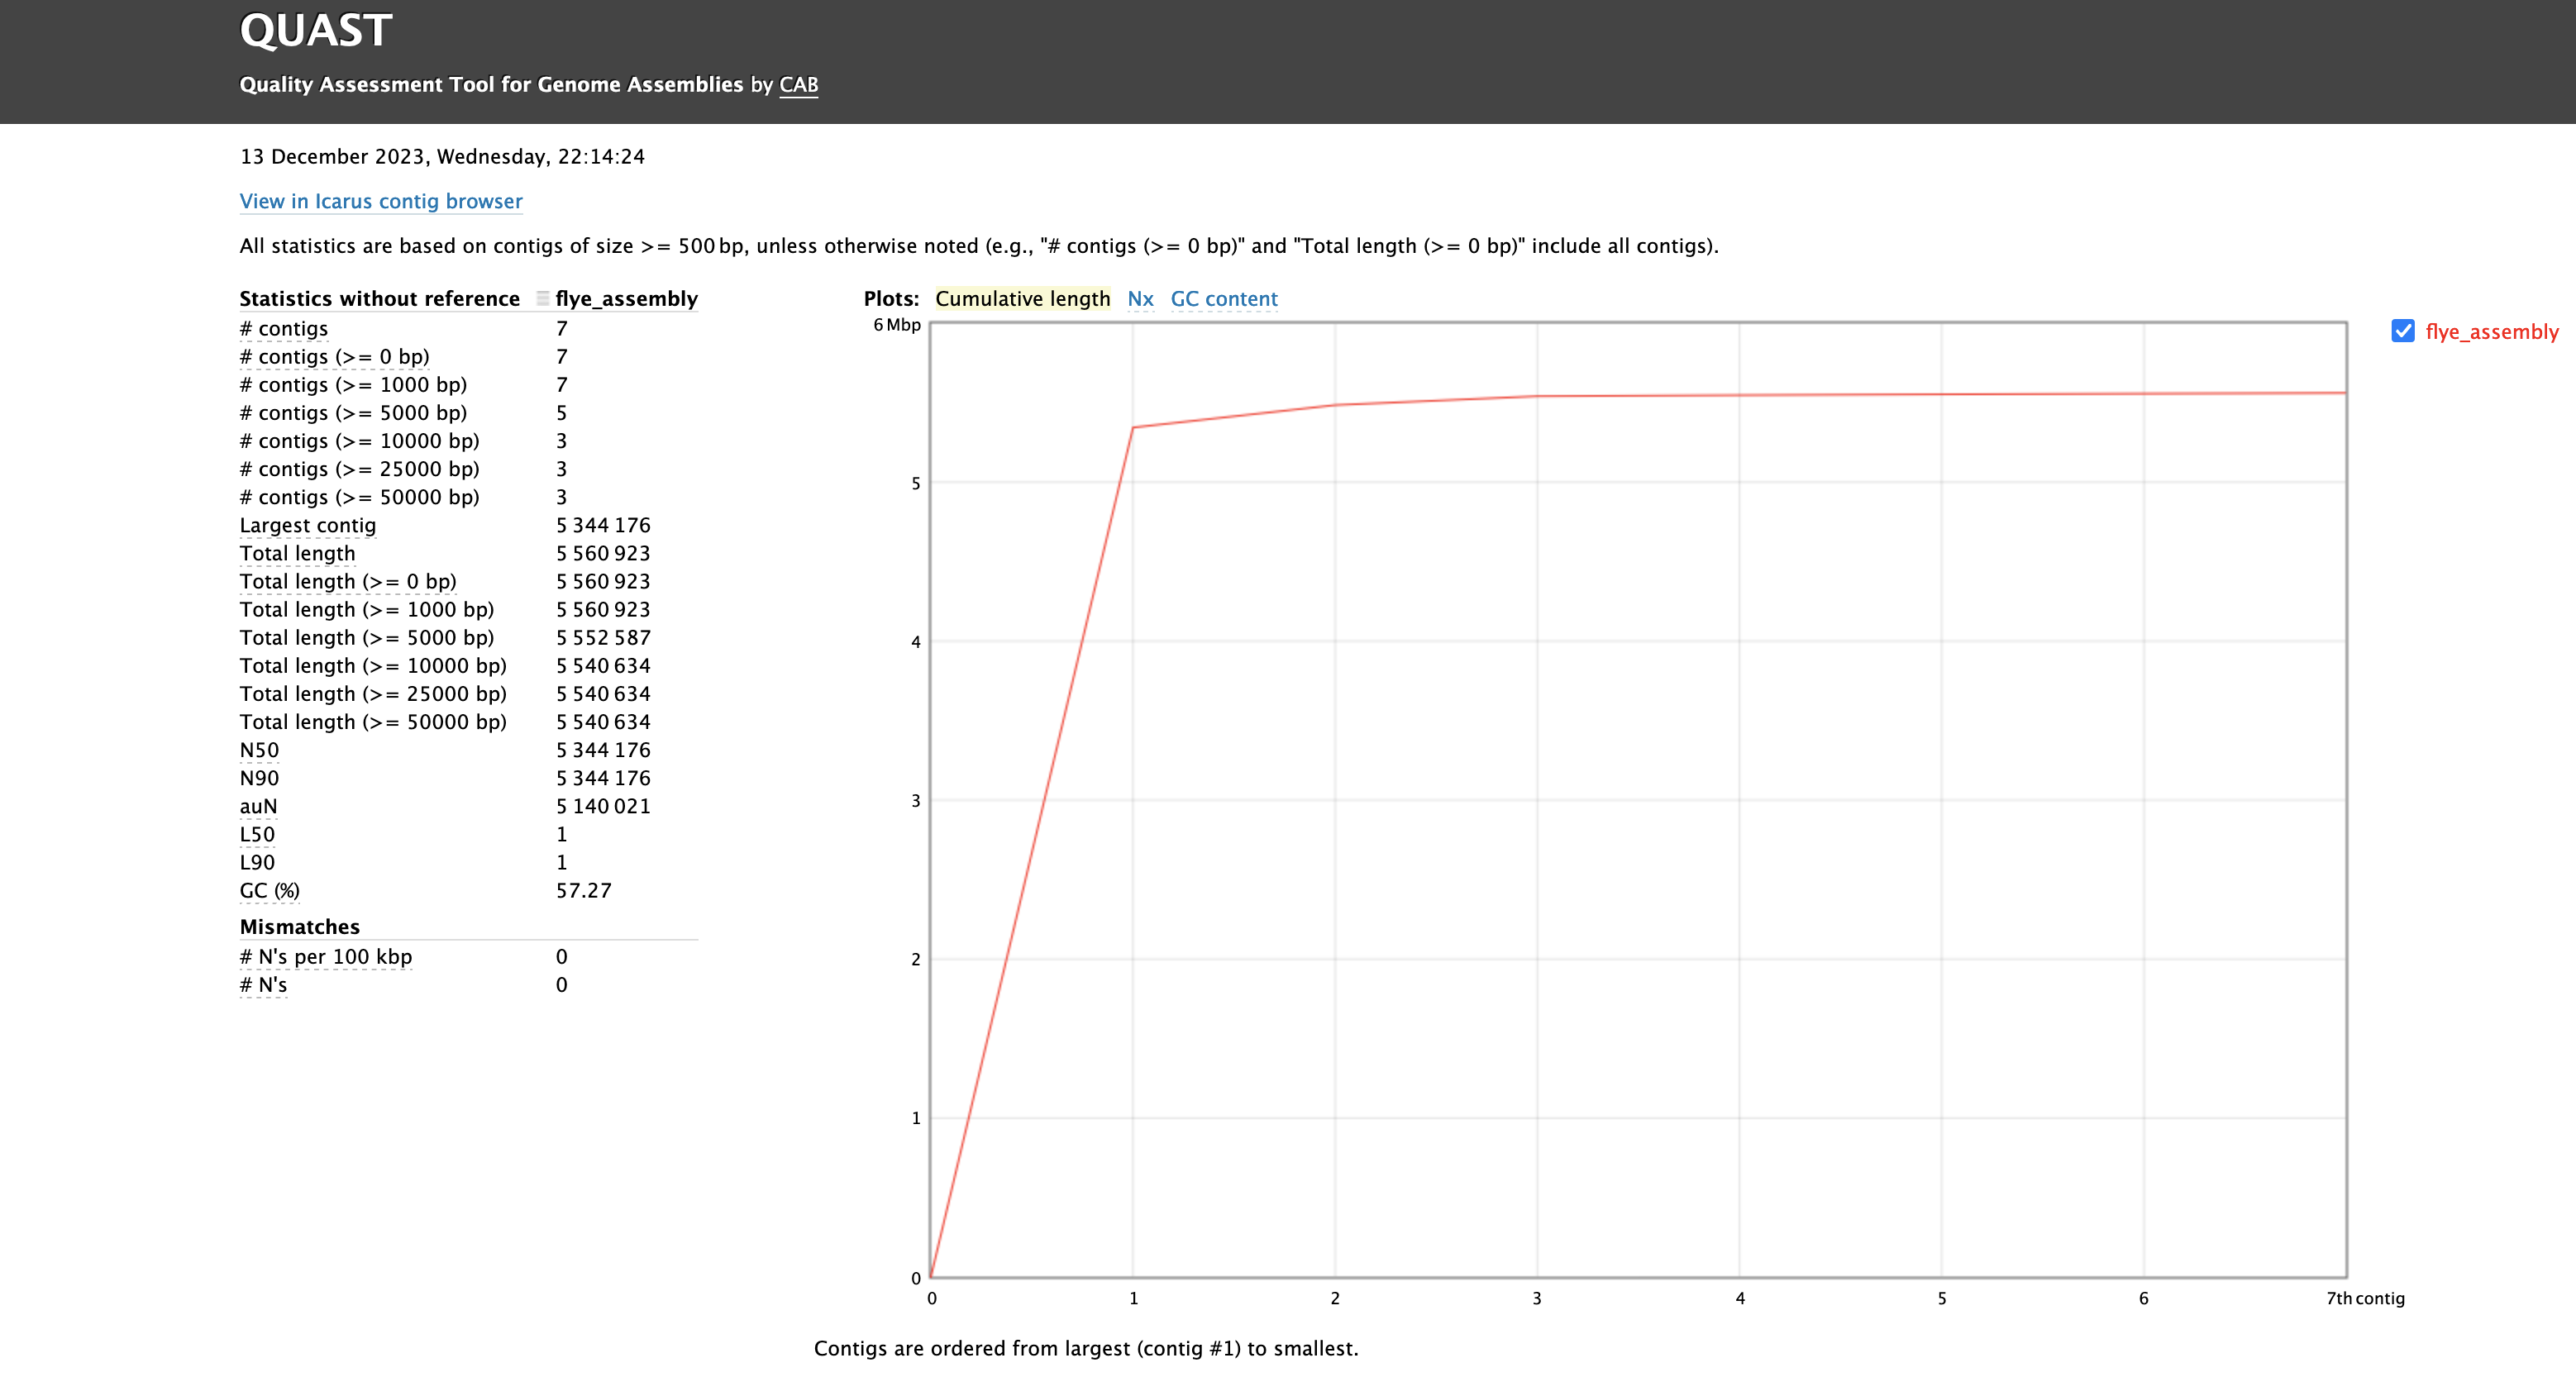 QUAST
Quality Assessment Tool for Genome Assemblies by CAB
13 December 2023, Wednesday, 22:14:24
View in Icarus contig browser
All statistics are based on contigs of size >= 500 bp, unless otherwise noted (e.g., "# contigs (>= 0 bp)" and "Total length (>= 0 bp)" include all contigs).
Statistics without reference flye_assembly
# contigs 7
# contigs (>= 0 bp) 7
# contigs (>= 1000 bp) 7
# contigs (>= 5000 bp) 5
# contigs (>= 10000 bp) 3
# contigs (>= 25000 bp) 3
# contigs (>= 50000 bp) 3
Largest contig 5 344 176
Total length 5 560 923
Total length (>= 0 bp) 5 560 923
Total length (>= 1000 bp) 5 560 923
Total length (>= 5000 bp) 5 552 587
Total length (>= 10000 bp) 5 540 634
Total length (>= 25000 bp) 5 540 634
Total length (>= 50000 bp) 5 540 634
N50 5 344 176
N90 5 344 176
auN 5 140 021
L50 1
L90 1
GC (%) 57.27
Mismatches
# N's per 100 kbp 0
# N's 0
Plots: Cumulative length Nx GC content
6 Mbp
5
4
3
2
1
0
0 1 2 3 4 5 6 7th contig
flye_assembly
Contigs are ordered from largest (contig #1) to smallest.